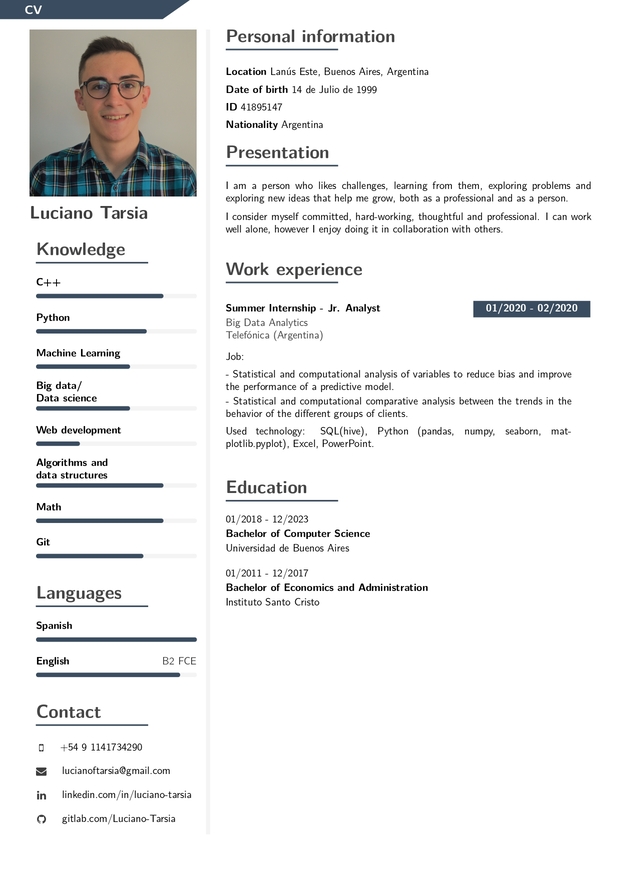 CV
Luciano Tarsia
Knowledge
C++
Python
Machine Learning
Big data/
Data science
Web development
Algorithms and
data structures
Math
Git
Languages
Spanish
English B2 FCE
Contact
+54 9 1141734290
lucianoftarsia@gmail.com
linkedin.com/in/luciano-tarsia
gitlab.com/Luciano-Tarsia
Personal information
Location Lanús Este, Buenos Aires, Argentina
Date of birth 14 de Julio de 1999
ID 41895147
Nationality Argentina
Presentation
I am a person who likes challenges, learning from them, exploring problems and
exploring new ideas that help me grow, both as a professional and as a person.
I consider myself committed, hard-working, thoughtful and professional. I can work
well alone, however I enjoy doing it in collaboration with others.
Work experience
Summer Internship - Jr. Analyst 01/2020 - 02/2020
Big Data Analytics
Telefónica (Argentina)
Job:
- Statistical and computational analysis of variables to reduce bias and improve
the performance of a predictive model.
- Statistical and computational comparative analysis between the trends in the
behavior of the different groups of clients.
Used technology: SQL(hive), Python (pandas, numpy, seaborn, mat-
plotlib.pyplot), Excel, PowerPoint.
Education
01/2018 - 12/2023
Bachelor of Computer Science
Universidad de Buenos Aires
01/2011 - 12/2017
Bachelor of Economics and Administration
Instituto Santo Cristo